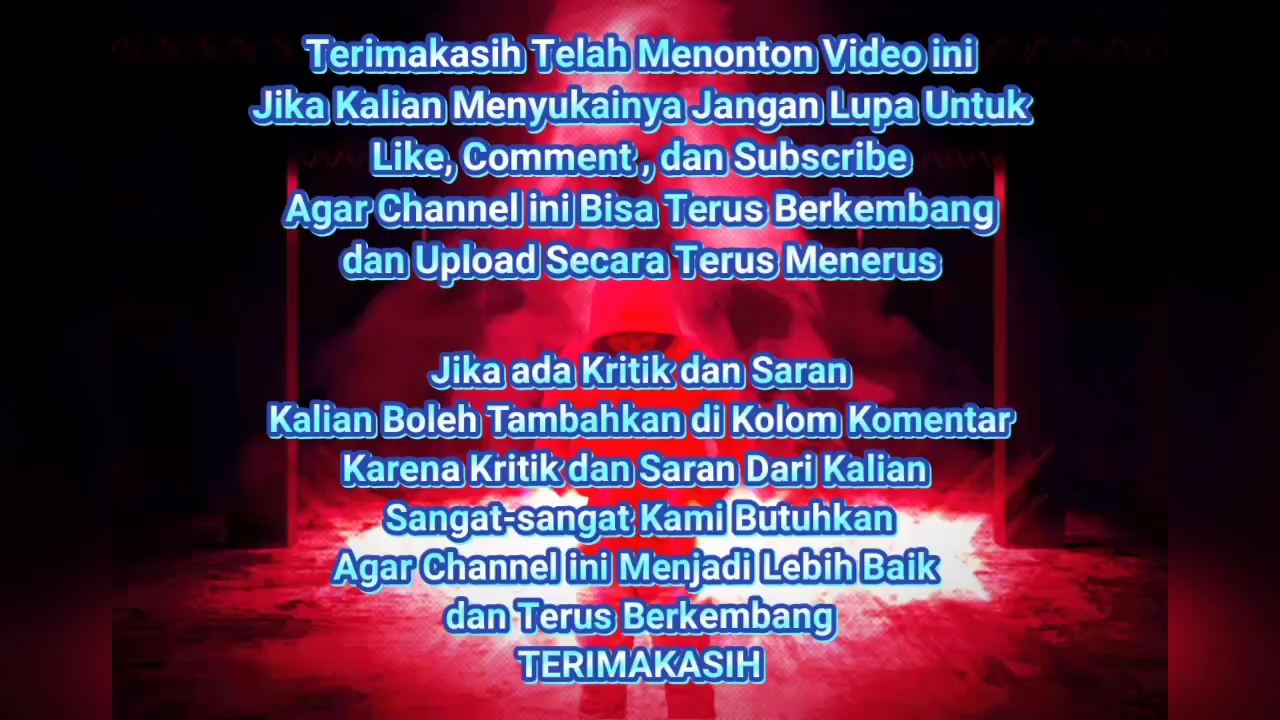 Terimakasih Telah Menonton Video ini
Jika Kalian Menyukainya Jangan Lupa Untuk
Like, Comment , dan Subscribe
Agar Channel ini Bisa Terus Berkembang
dan Upload Secara Terus Menerus
Jika ada Kritik dan Saran
Kalian Boleh Tambahkan di Kolom Komentar
Karena Kritik dan Saran Dari Kalian
Sangat-sangat Kami Butuhkan
Agar Channel ini Menjadi Lebih Baik
dan Terus Berkembang
TERIMAKASIH